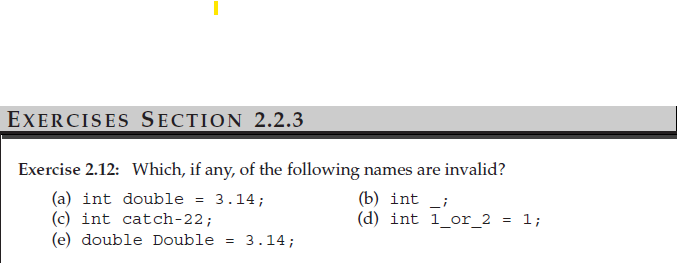 EXERCISES SECTION 2.2.3
Exercise 2.12: Which, if any, of the following names are invalid?
(a) int double = 3.14; (b) int _;
(c) int catch-22; (d) int 1_or_2 = 1;
(e) double Double = 3.14;